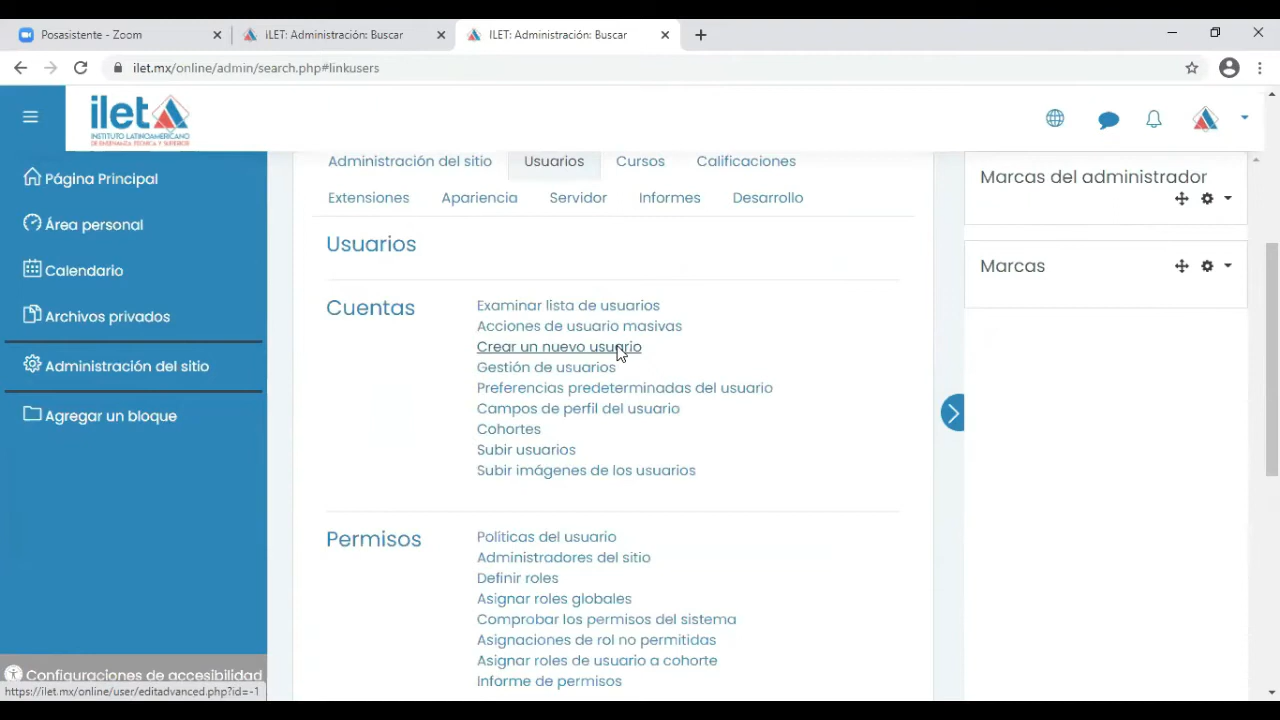 Posasistente - Zoom
ILET: Administración: Buscar
ILET: Administración: Buscar
ilet.mx/online/admin/search.php#linkusers
ilet
INSTITUTO LATINOAMERICANO
DE ENSEÑANZA TÉCNICA Y SUPERIOR
Página Principal
Área personal
Calendario
Archivos privados
Administración del sitio
Agregar un bloque
Configuraciones de accesibilidad
https://ilet.mx/online/user/editadvanced.php?id=-1
Administración del sitio
Usuarios
Cursos
Calificaciones
Extensiones
Apariencia
Servidor
Informes
Desarrollo
Usuarios
Cuentas
Examinar lista de usuarios
Acciones de usuario masivas
Crear un nuevo usuario
Gestión de usuarios
Preferencias predeterminadas del usuario
Campos de perfil del usuario
Cohortes
Subir usuarios
Subir imágenes de los usuarios
Permisos
Políticas del usuario
Administradores del sitio
Definir roles
Asignar roles globales
Comprobar los permisos del sistema
Asignaciones de rol no permitidas
Asignar roles de usuario a cohorte
Informe de permisos
Marcas del administrador
Marcas